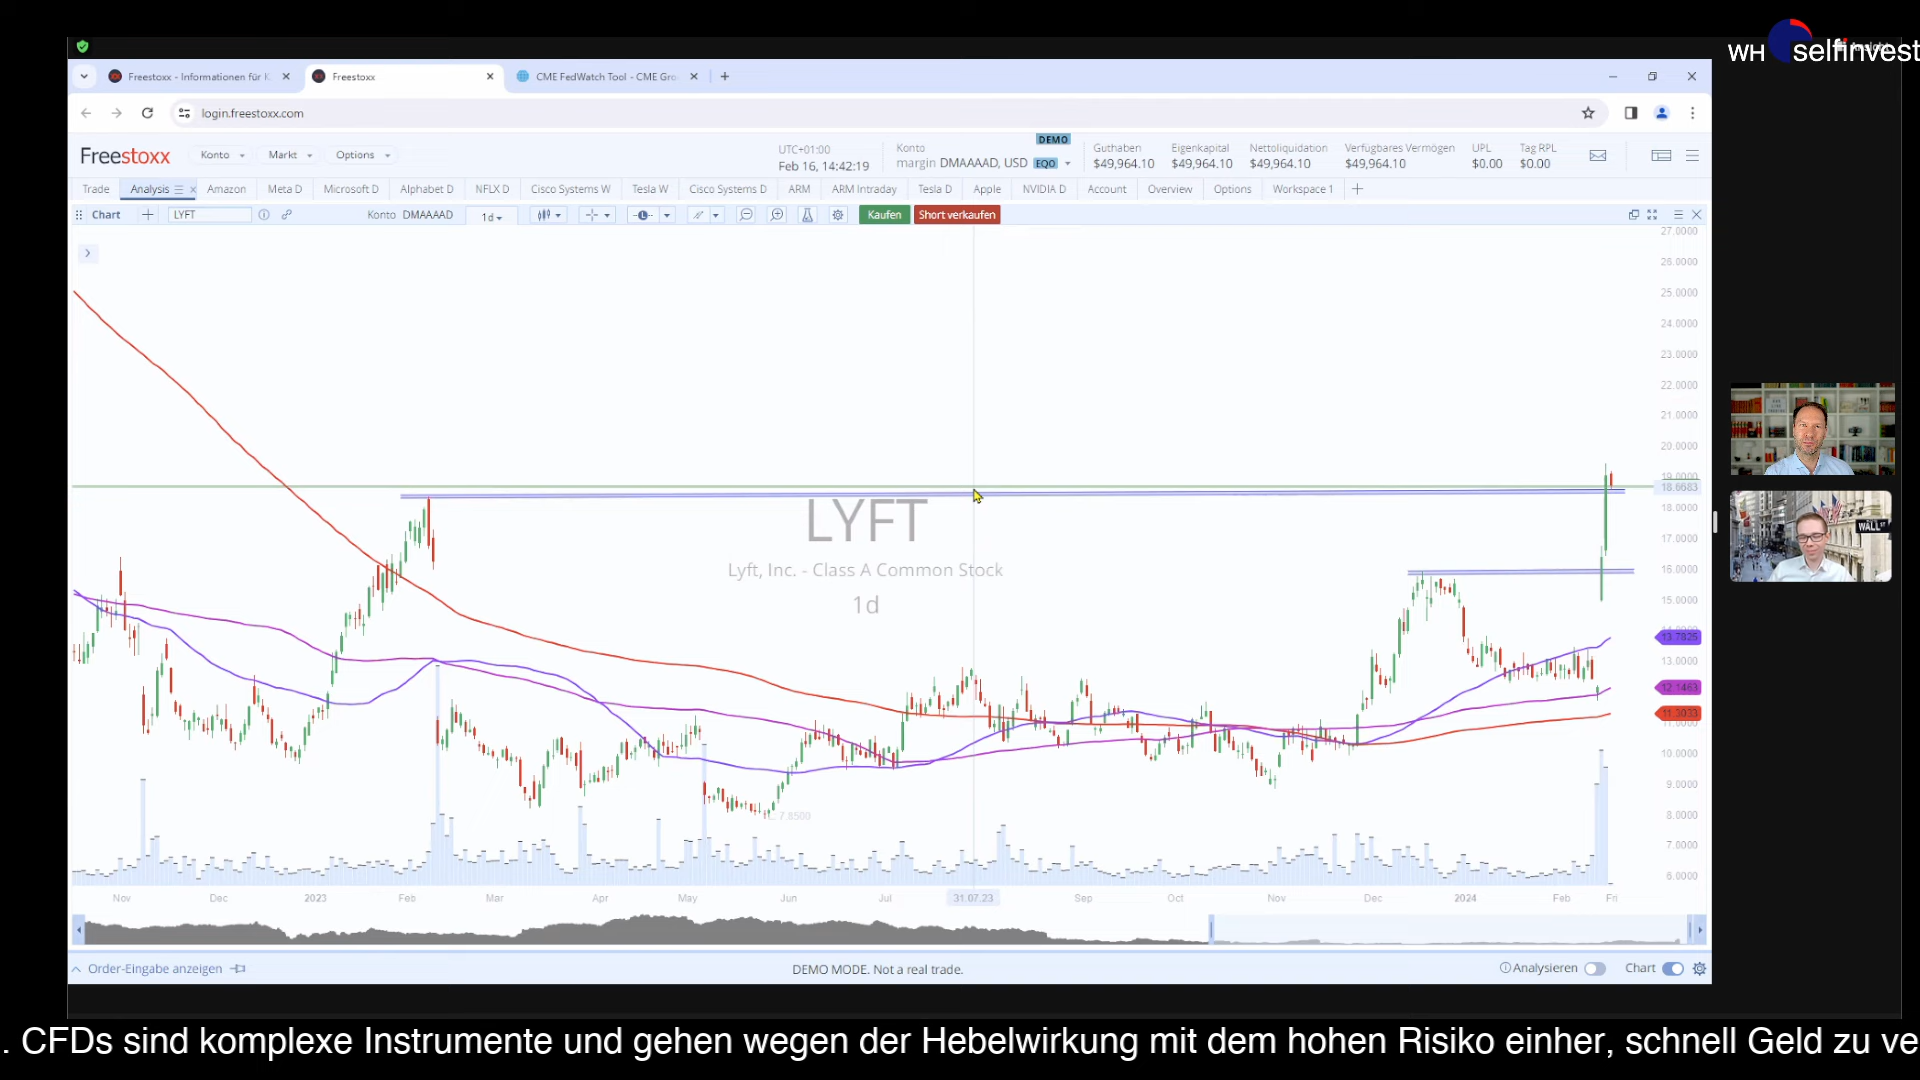 WH selfinvest
Freestoxx - Informationen für K
Freestoxx
CME FedWatch Tool - CME Gro
login.freestoxx.com
Freestoxx
Konto
Markt
Options
UTC+01:00
Feb 16, 14:42:19
Konto
margin DMAAAAD, USD EQO
DEMO
Guthaben
$49,964.10
Eigenkapital
$49,964.10
Nettoliquidation
$49,964.10
Verfügbares Vermögen
$49,964.10
UPL
$0.00
Tag RPL
$0.00
Trade
Analysis
Amazon
Meta D
Microsoft D
Alphabet D
NFLX D
Cisco Systems W
Tesla W
Cisco Systems D
ARM
ARM Intraday
Tesla D
Apple
NVIDIA D
Account
Overview
Options
Workspace 1
Chart
LYFT
Konto DMAAAAD
1d
Kaufen
Short verkaufen
27.0000
26.0000
25.0000
24.0000
23.0000
22.0000
21.0000
20.0000
19.0000
18.6683
18.0000
17.0000
16.0000
15.0000
13.7825
13.0000
12.1463
11.3033
10.0000
9.0000
8.0000
7.0000
6.0000
LYFT
Lyft, Inc. - Class A Common Stock
1d
7.8500
Nov
Dec
2023
Feb
Mar
Apr
May
Jun
Jul
31.07.23
Sep
Oct
Nov
Dec
2024
Feb
Fri
Order-Eingabe anzeigen
DEMO MODE. Not a real trade.
Analysieren
Chart
WALL ST
. CFDs sind komplexe Instrumente und gehen wegen der Hebelwirkung mit dem hohen Risiko einher, schnell Geld zu ve